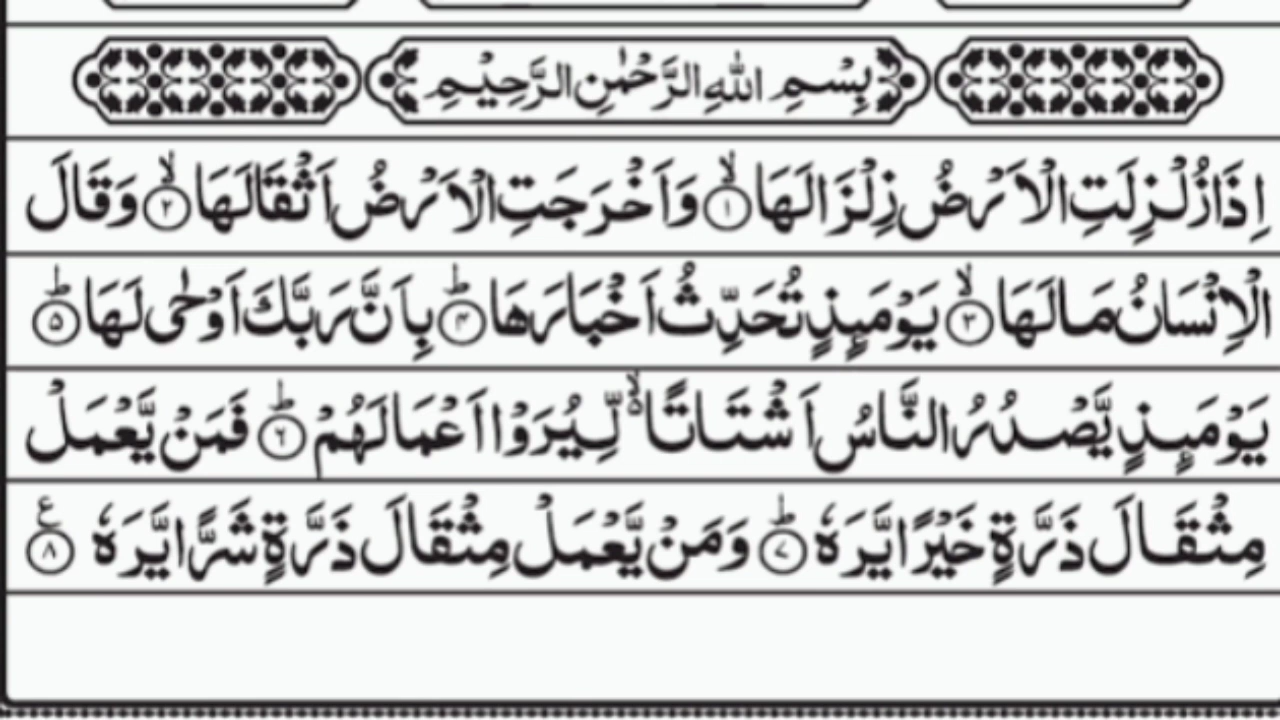 بِسْمِ اللّٰهِ الرَّحْمٰنِ الرَّحِيْمِ
اِذَا زُلْزِلَتِ الْاَرْضُ زِلْزَالَهَا ۙ‏﴿۱﴾ وَاَخْرَجَتِ الْاَرْضُ اَثْقَالَهَا ۙ‏﴿۲﴾ وَقَالَ
الْاِنْسَانُ مَا لَهَا ۙ‏﴿۳﴾ يَوْمَئِذٍ تُحَدِّثُ اَخْبَارَهَا ؕ‏﴿۴﴾ بِاَنَّ رَبَّكَ اَوْحٰى لَهَا ؕ‏﴿۵﴾
يَوْمَئِذٍ يَّصْدُرُ النَّاسُ اَشْتَاتًا ۙ۬ لِّيُرَوْا اَعْمَالَهُمْ ؕ‏﴿۶﴾ فَمَنْ يَّعْمَلْ
مِثْقَالَ ذَرَّةٍ خَيْرًا يَّرَهٗ ؕ‏﴿۷﴾ وَمَنْ يَّعْمَلْ مِثْقَالَ ذَرَّةٍ شَرًّا يَّرَهٗ ﴿۸﴾ ع